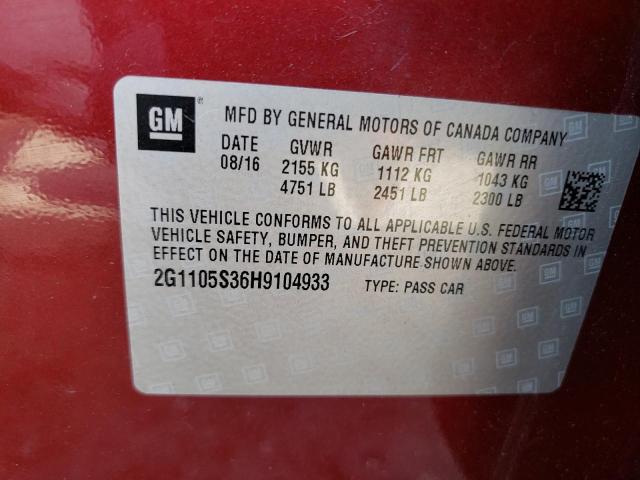 GM ®
MFD BY GENERAL MOTORS OF CANADA COMPANY
DATE GVWR GAWR FRT GAWR RR
08/16 2155 KG 1112 KG 1043 KG
4751 LB 2451 LB 2300 LB
THIS VEHICLE CONFORMS TO ALL APPLICABLE U.S. FEDERAL MOTOR
VEHICLE SAFETY, BUMPER, AND THEFT PREVENTION STANDARDS IN
EFFECT ON THE DATE OF MANUFACTURE SHOWN ABOVE.
2G1105S36H9104933 TYPE: PASS CAR